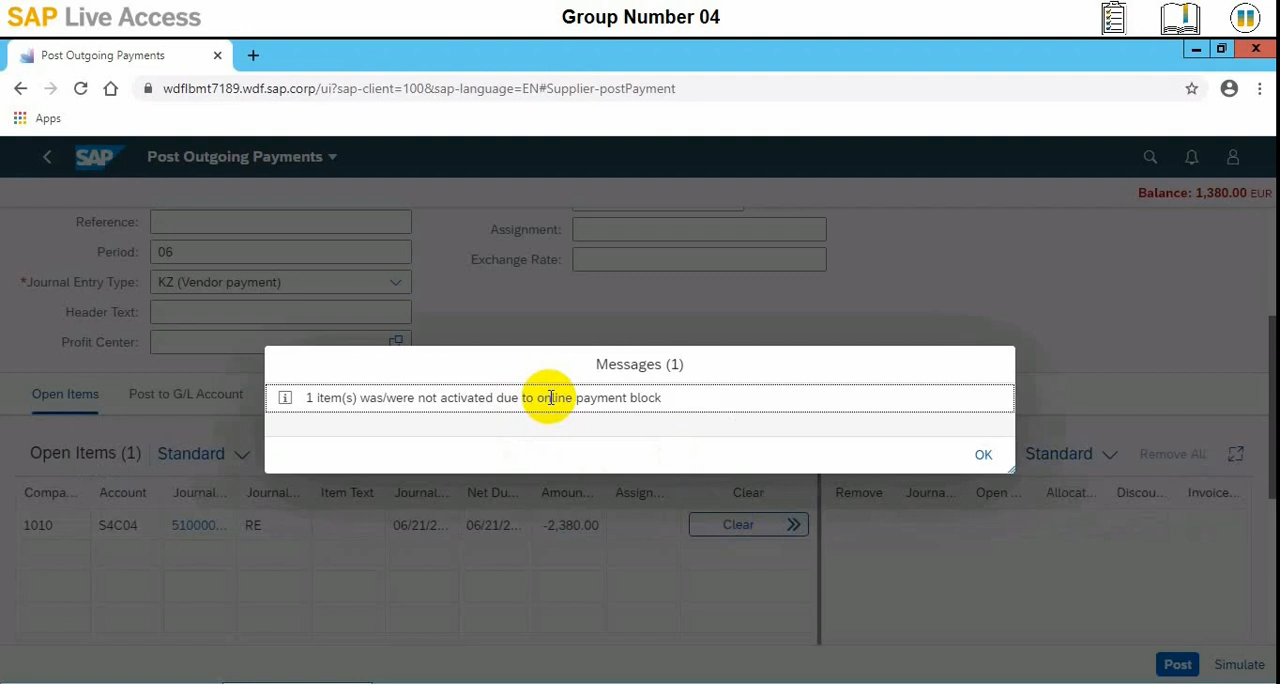 SAP Live Access
Group Number 04
Post Outgoing Payments
wdflbmt7189.wdf.sap.corp/ui?sap-client=100&sap-language=EN#Supplier-postPayment
Apps
SAP
Post Outgoing Payments
Balance: 1,380.00 EUR
Reference:
Assignment:
Period: 06
Exchange Rate:
*Journal Entry Type: KZ (Vendor payment)
Header Text:
Profit Center:
Messages (1)
1 item(s) was/were not activated due to online payment block
OK
Open Items Post to G/L Account
Open Items (1) Standard
Standard Remove All
Compa... Account Journal... Journal... Item Text Journal... Net Du... Amoun... Assign... Clear Remove Journa... Open ... Allocat... Discou... Invoice...
1010 S4C04 510000... RE 06/21/2... 06/21/2... -2,380.00 Clear
Post Simulate